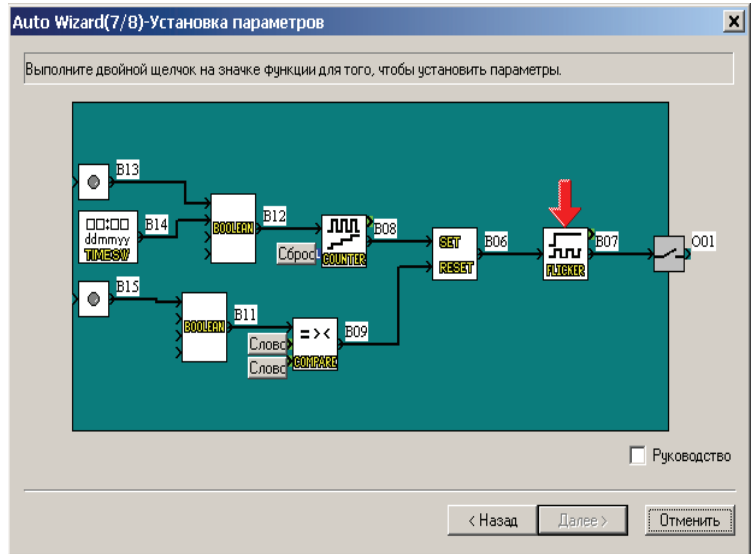 Auto Wizard(7/8)-Установка параметров
Выполните двойной щелчок на значке функции для того, чтобы установить параметры.
B13
B14
ddmmyy
TIMESW
BOOLEAN
B12
Сброс
COUNTER
B08
SET
RESET
B06
FLICKER
B07
O01
B15
BOOLEAN
B11
Слово
Слово
=><
COMPARE
B09
Руководство
< Назад
Далее >
Отменить